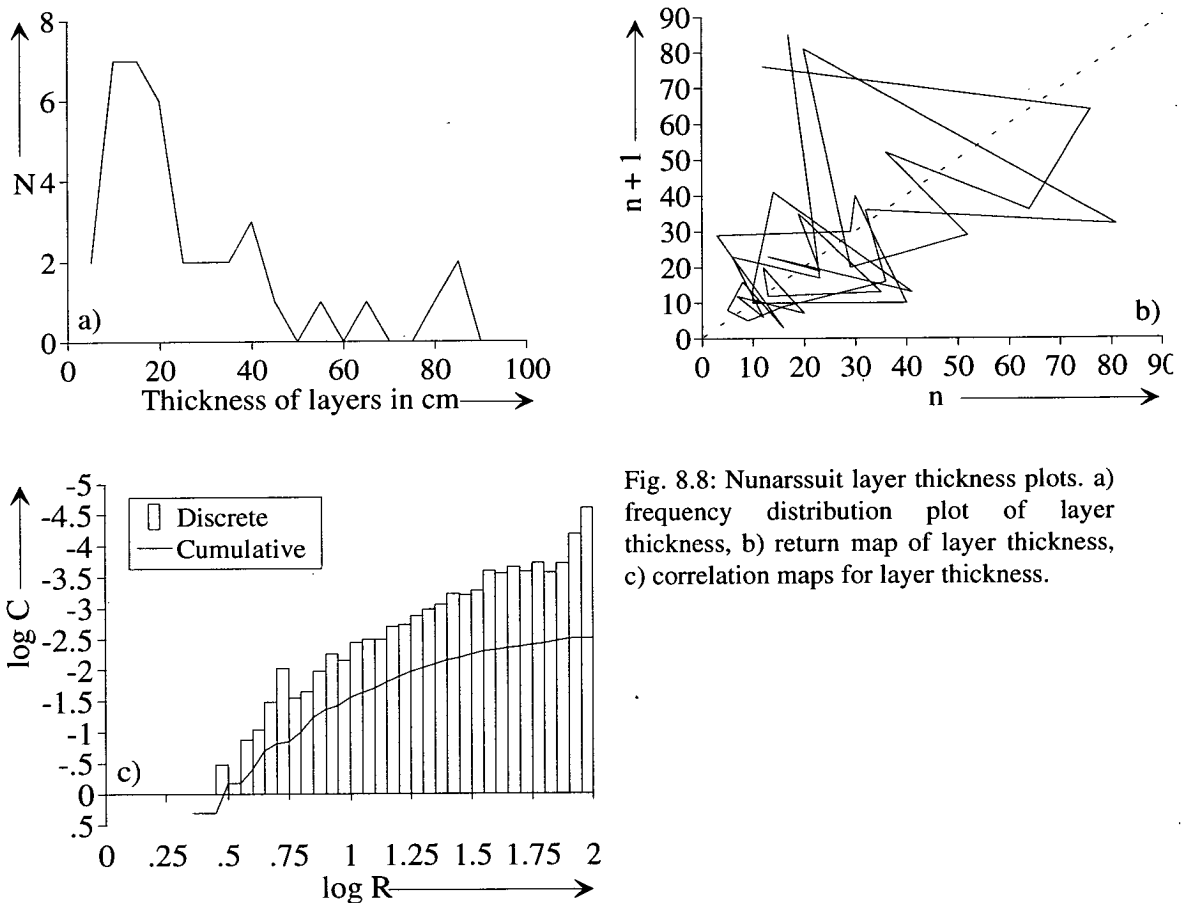 8
6
N 4
2
0
a)
0 20 40 60 80 100
Thickness of layers in cm
90
80
70
60
50
40
30
20
10
0
n + 1
b)
0 10 20 30 40 50 60 70 80 90
n
-5
-4.5
-4
-3.5
-3
-2.5
-2
-1.5
-1
-.5
0
.5
log C
Discrete
Cumulative
c)
0 .25 .5 .75 1 1.25 1.5 1.75 2
log R
Fig. 8.8: Nunarssuit layer thickness plots. a)
frequency distribution plot of layer
thickness, b) return map of layer thickness,
c) correlation maps for layer thickness.